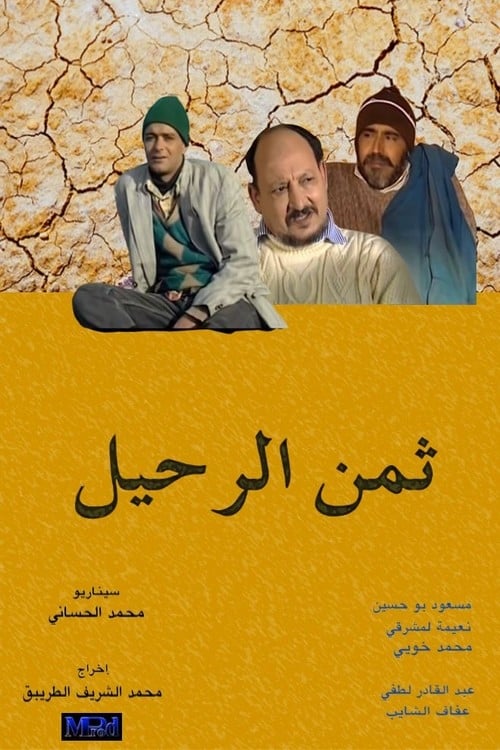 ثمن الرحيل
مسعود بو حسين
نعيمة لمشرقي
محمد خويي
عبد القادر لطفي
عفاف الشايب
سيناريو
محمد الحساني
إخراج
محمد الشريف الطريبق
MProd